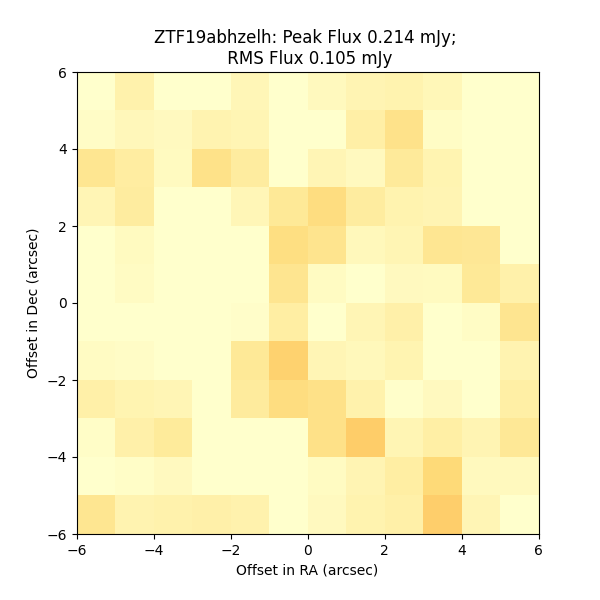 ZTF19abhzelh: Peak Flux 0.214 mJy;
RMS Flux 0.105 mJy
6
4
2
0
−2
−4
−6
Offset in Dec (arcsec)
−6 −4 −2 0 2 4 6
Offset in RA (arcsec)